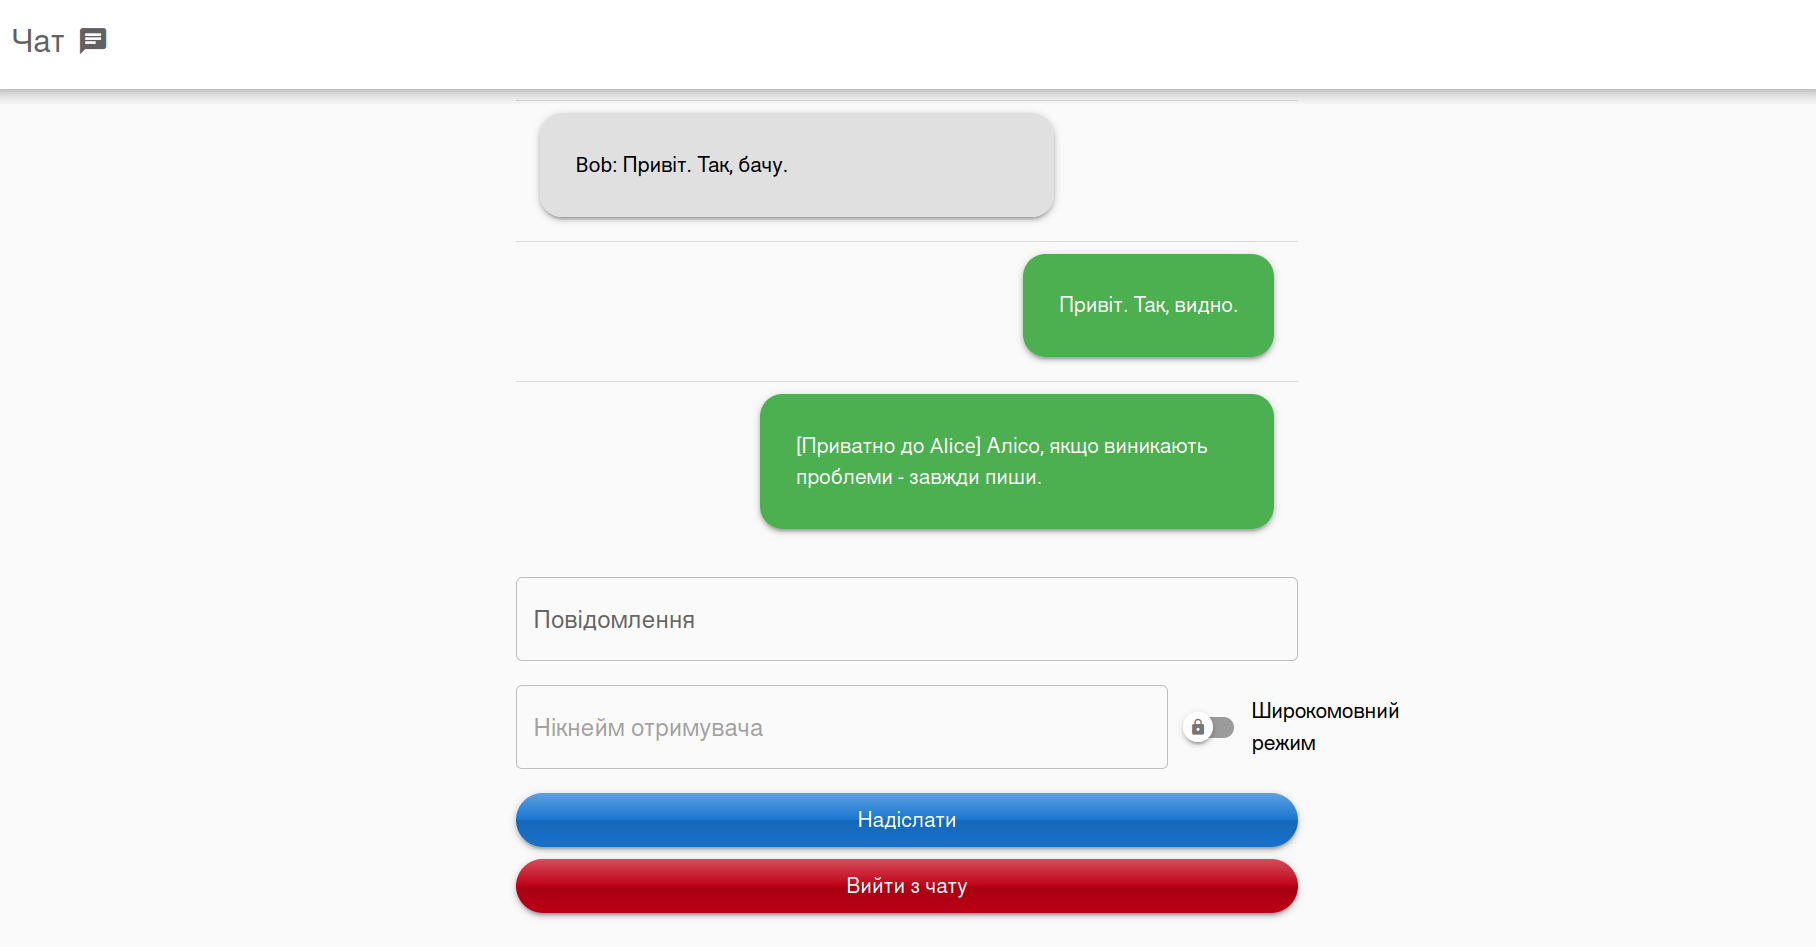 Чат
Bob: Привіт. Так, бачу.
Привіт. Так, видно.
[Приватно до Alice] Алісо, якщо виникають
проблеми - завжди пиши.
Повідомлення
Нікнейм отримувача
Широкомовний
режим
Надіслати
Вийти з чату